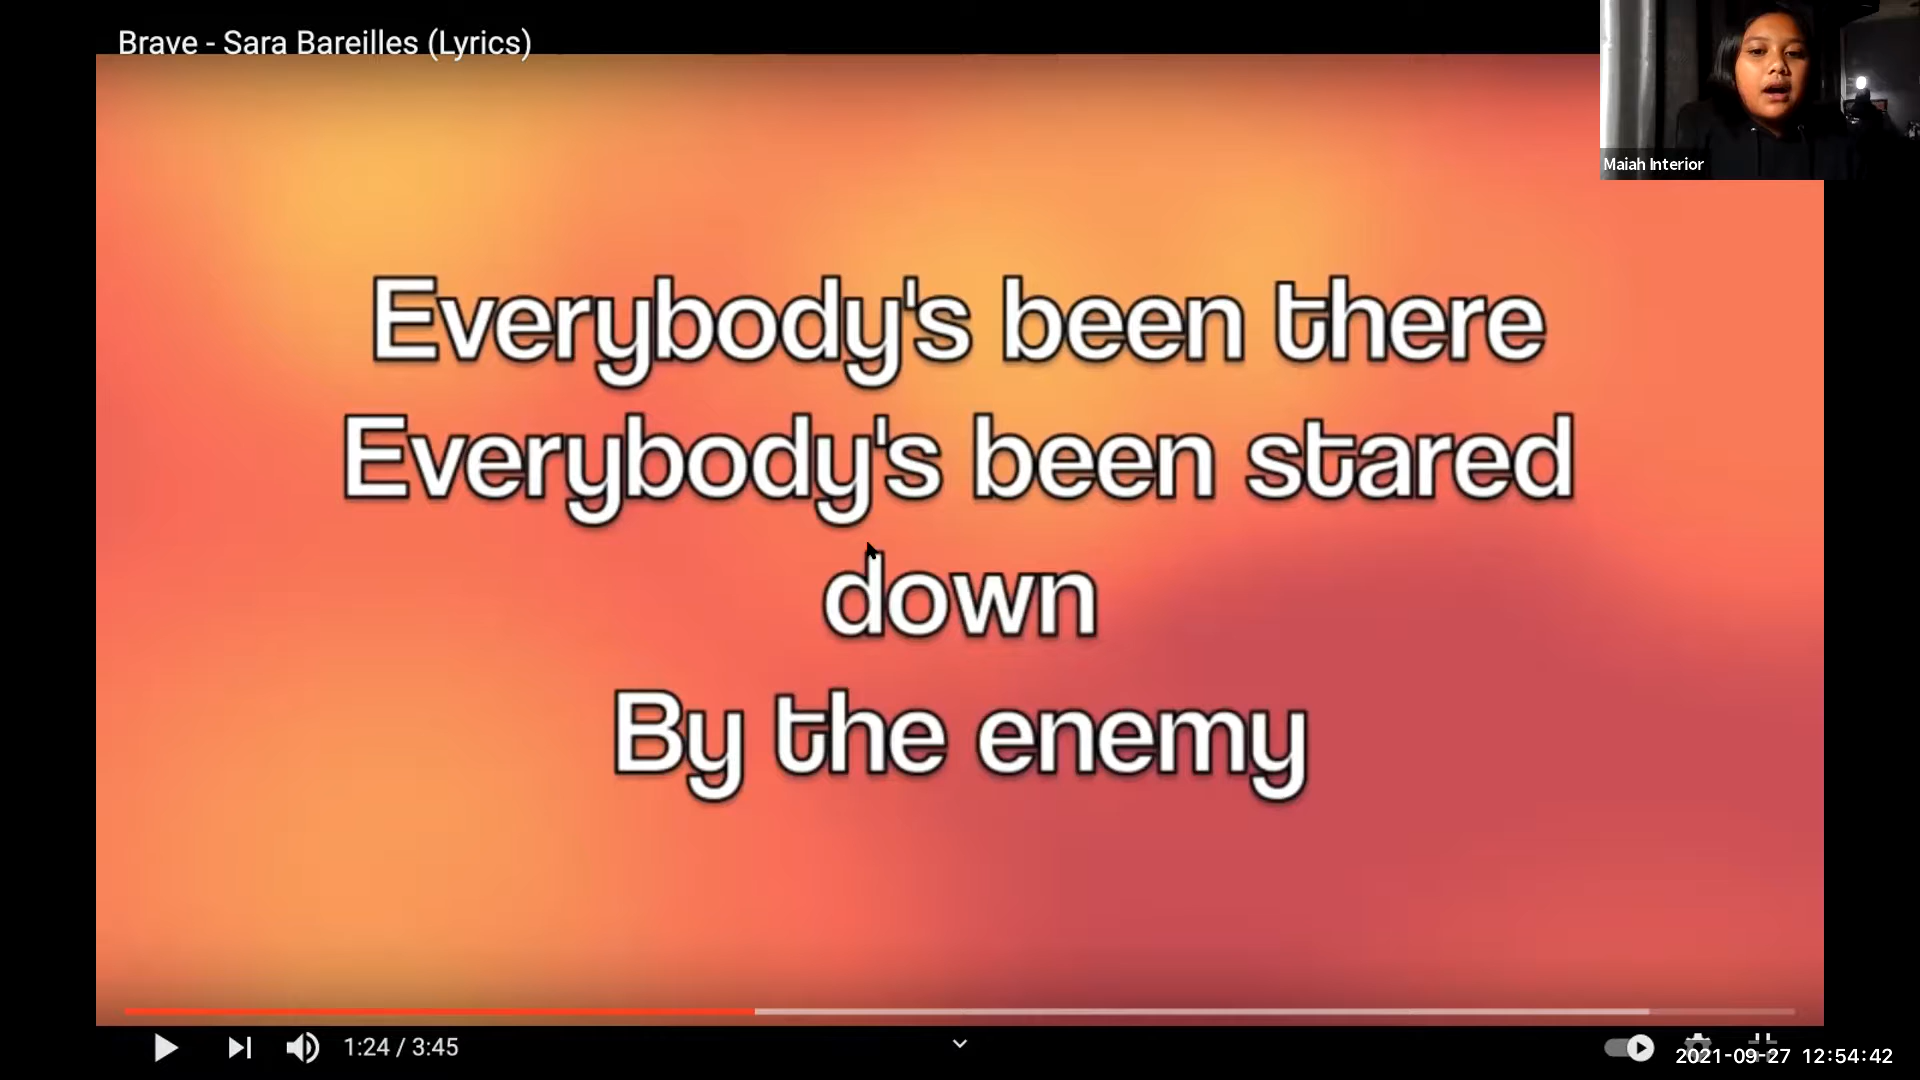 Brave - Sara Bareilles (Lyrics)
Maiah Interior
Everybody's been there
Everybody's been stared
down
By the enemy
1:24 / 3:45
2021-09-27 12:54:42